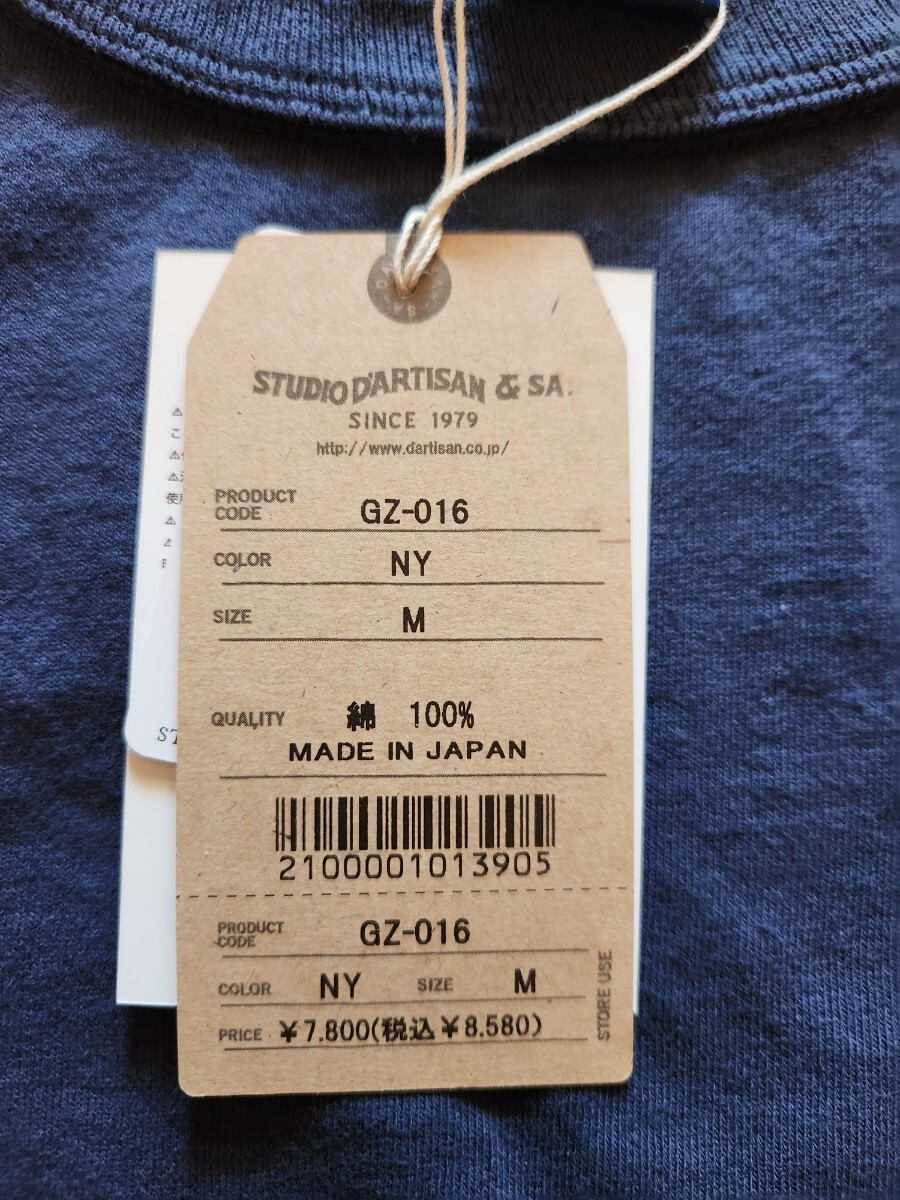 STUDIO D'ARTISAN & SA.
SINCE 1979
http://www.dartisan.co.jp/
PRODUCT CODE GZ-016
COLOR NY
SIZE M
QUALITY 綿 100%
MADE IN JAPAN
2100001013905
PRODUCT CODE GZ-016
COLOR NY SIZE M
PRICE ¥7.800(税込¥8.580)
STORE USE